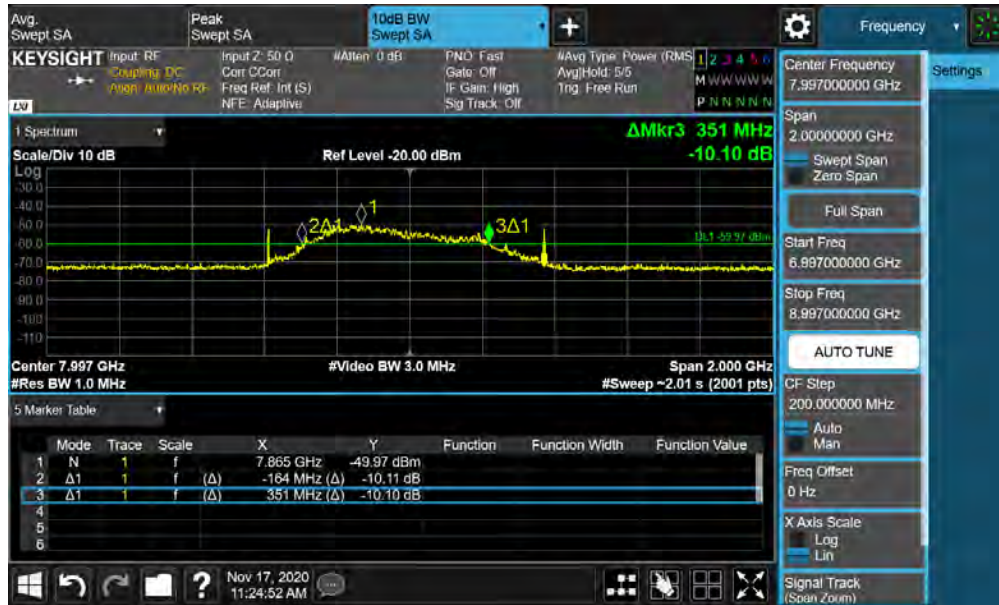 Avg.
Swept SA
Peak
Swept SA
10dB BW
Swept SA
+
Frequency
KEYSIGHT
Input: RF
Coupling: DC
Align: Auto/No RF
Input Z: 50 Ω
Corr CCorr
Freq Ref: Int (S)
NFE: Adaptive
#Atten: 0 dB
PNO: Fast
Gate: Off
IF Gain: High
Sig Track: Off
#Avg Type: Power (RMS
Avg|Hold: 5/5
Trig: Free Run
1 2 3 4 5 6
M W W W W W
P N N N N N
LXI
1 Spectrum
Scale/Div 10 dB
Ref Level -20.00 dBm
ΔMkr3 351 MHz
-10.10 dB
Log
-30.0
-40.0
-50.0
-60.0
-70.0
-80.0
-90.0
-100
-110
1
2Δ1
3Δ1
DL1 -59.97 dBm
Center 7.997 GHz
#Video BW 3.0 MHz
Span 2.000 GHz
#Res BW 1.0 MHz
#Sweep ~2.01 s (2001 pts)
5 Marker Table
Mode Trace Scale X Y Function Function Width Function Value
1 N 1 f 7.865 GHz -49.97 dBm
2 Δ1 1 f (Δ) -164 MHz (Δ) -10.11 dB
3 Δ1 1 f (Δ) 351 MHz (Δ) -10.10 dB
4
5
6
?
Nov 17, 2020
11:24:52 AM
Settings
Center Frequency
7.997000000 GHz
Span
2.00000000 GHz
Swept Span
Zero Span
Full Span
Start Freq
6.997000000 GHz
Stop Freq
8.997000000 GHz
AUTO TUNE
CF Step
200.000000 MHz
Auto
Man
Freq Offset
0 Hz
X Axis Scale
Log
Lin
Signal Track
(Span Zoom)